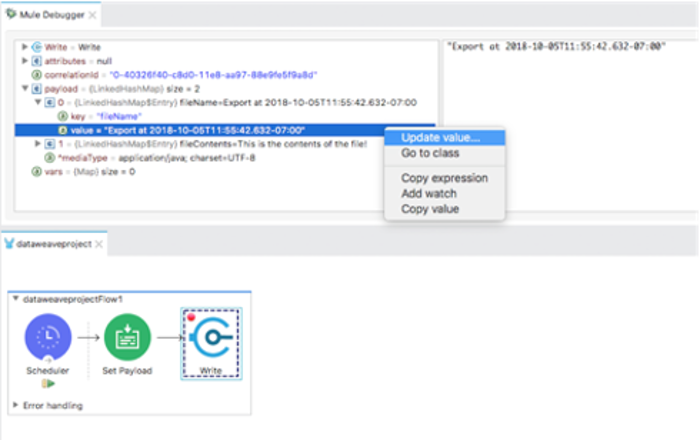 Mule Debugger
Write = Write
attributes = null
correlationId = "0-40326f40-c8d0-11e8-aa97-88e9fe5f9a8d"
payload = {LinkedHashMap} size = 2
0 = {LinkedHashMap$Entry} fileName=Export at 2018-10-05T11:55:42.632-07:00
key = "fileName"
value = "Export at 2018-10-05T11:55:42.632-07:00"
1 = {LinkedHashMap$Entry} fileContents=This is the contents of the file!
^mediaType = application/java; charset=UTF-8
vars = {Map} size = 0
"Export at 2018-10-05T11:55:42.632-07:00"
Update value...
Go to class
Copy expression
Add watch
Copy value
dataweaveproject
dataweaveprojectFlow1
Scheduler
Set Payload
Write
Error handling